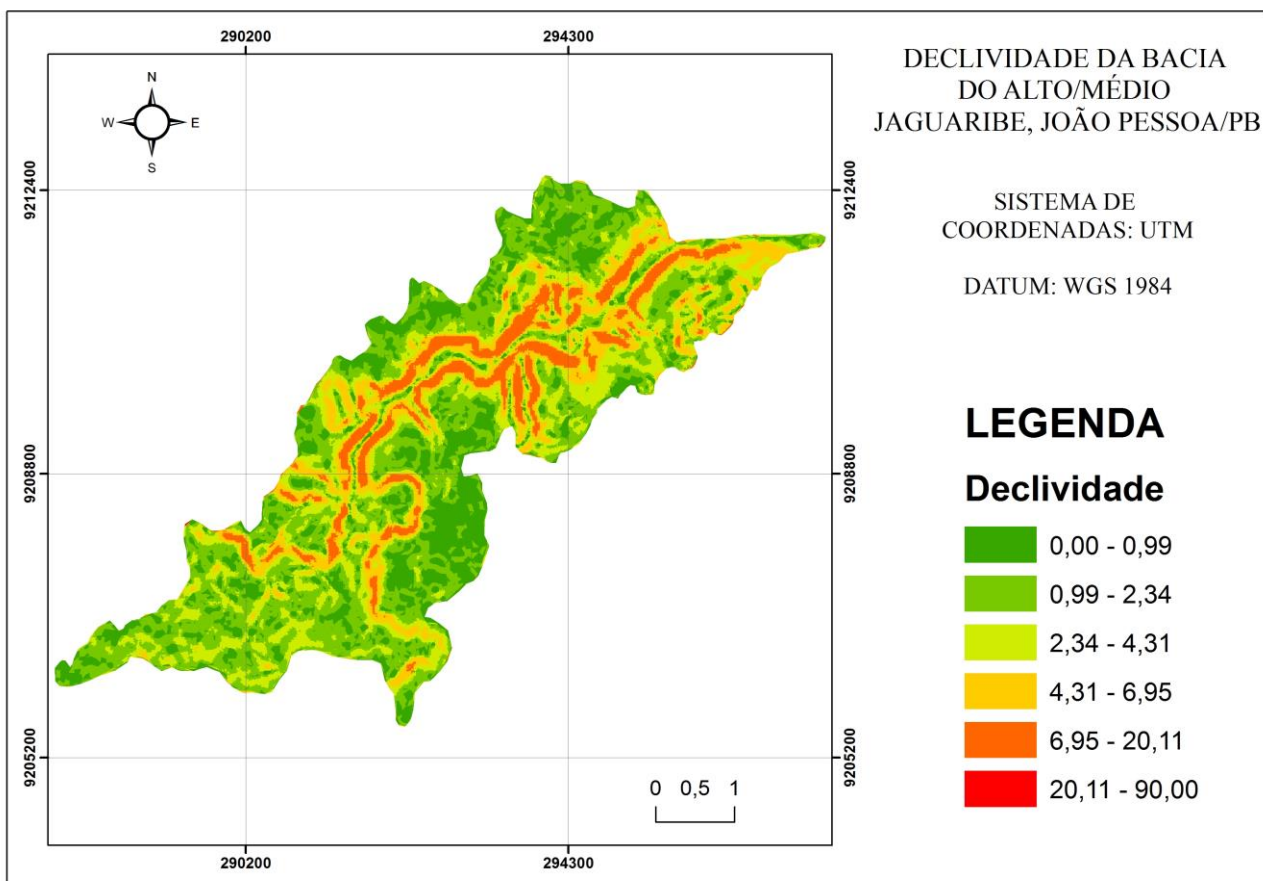 290200 294300
N
W E
S
9212400 9212400
9208800 9208800
9205200 9205200
0 0,5 1
290200 294300
DECLIVIDADE DA BACIA
DO ALTO/MÉDIO
JAGUARIBE, JOÃO PESSOA/PB
SISTEMA DE
COORDENADAS: UTM
DATUM: WGS 1984
LEGENDA
Declividade
0,00 - 0,99
0,99 - 2,34
2,34 - 4,31
4,31 - 6,95
6,95 - 20,11
20,11 - 90,00